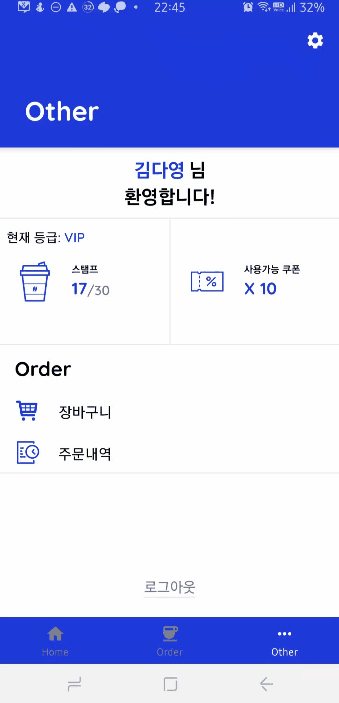 22:45
32%
Other
김다영 님
환영합니다!
현재 등급: VIP
스탬프
17/30
사용가능 쿠폰
X 10
Order
장바구니
주문내역
로그아웃
Home
Order
Other